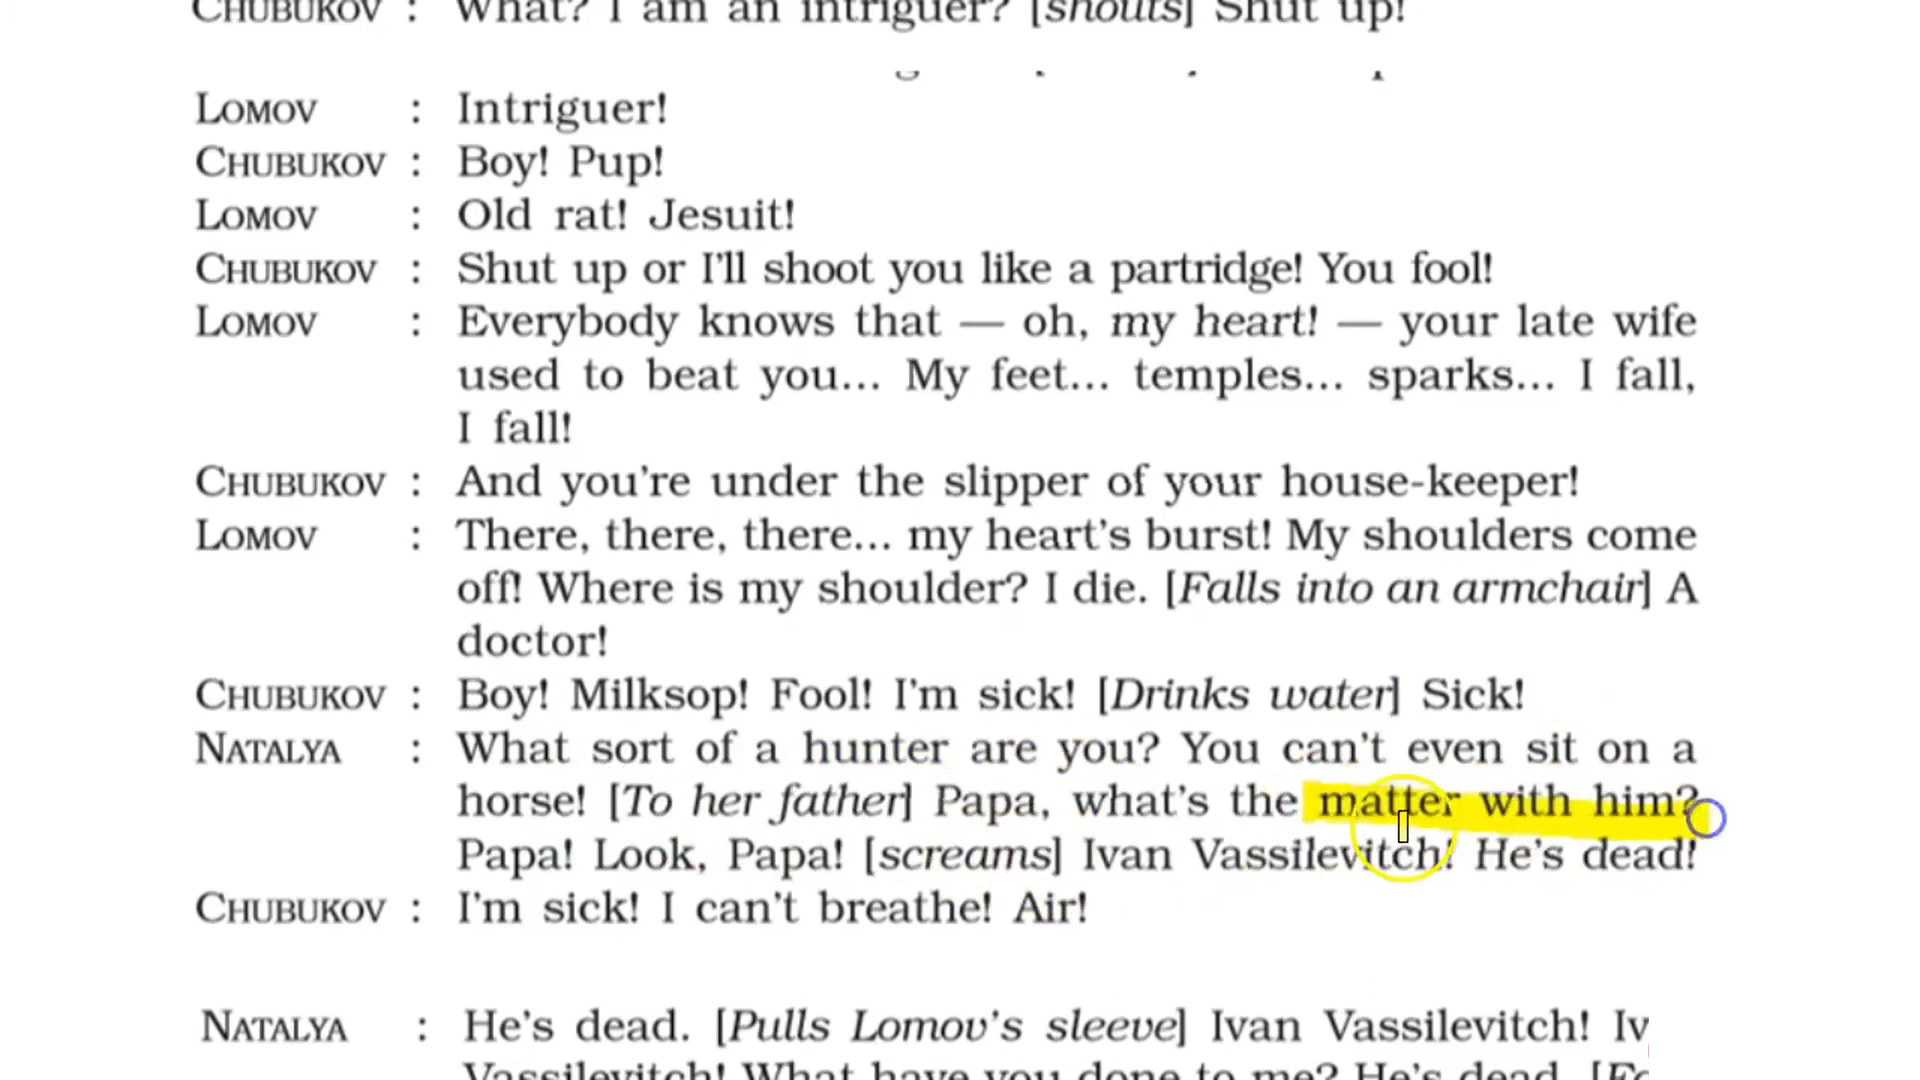 CHUBUKOV : What? I am an intriguer? [shouts] Shut up!
LOMOV : Intriguer!
CHUBUKOV : Boy! Pup!
LOMOV : Old rat! Jesuit!
CHUBUKOV : Shut up or I'll shoot you like a partridge! You fool!
LOMOV : Everybody knows that — oh, my heart! — your late wife
used to beat you... My feet... temples... sparks... I fall,
I fall!
CHUBUKOV : And you're under the slipper of your house-keeper!
LOMOV : There, there, there... my heart's burst! My shoulders come
off! Where is my shoulder? I die. [Falls into an armchair] A
doctor!
CHUBUKOV : Boy! Milksop! Fool! I'm sick! [Drinks water] Sick!
NATALYA : What sort of a hunter are you? You can't even sit on a
horse! [To her father] Papa, what's the matter with him?
Papa! Look, Papa! [screams] Ivan Vassilevitch! He's dead!
CHUBUKOV : I'm sick! I can't breathe! Air!
NATALYA : He's dead. [Pulls Lomov's sleeve] Ivan Vassilevitch! Iv
Vassilevitch! What have you done to me? He's dead. [Fa